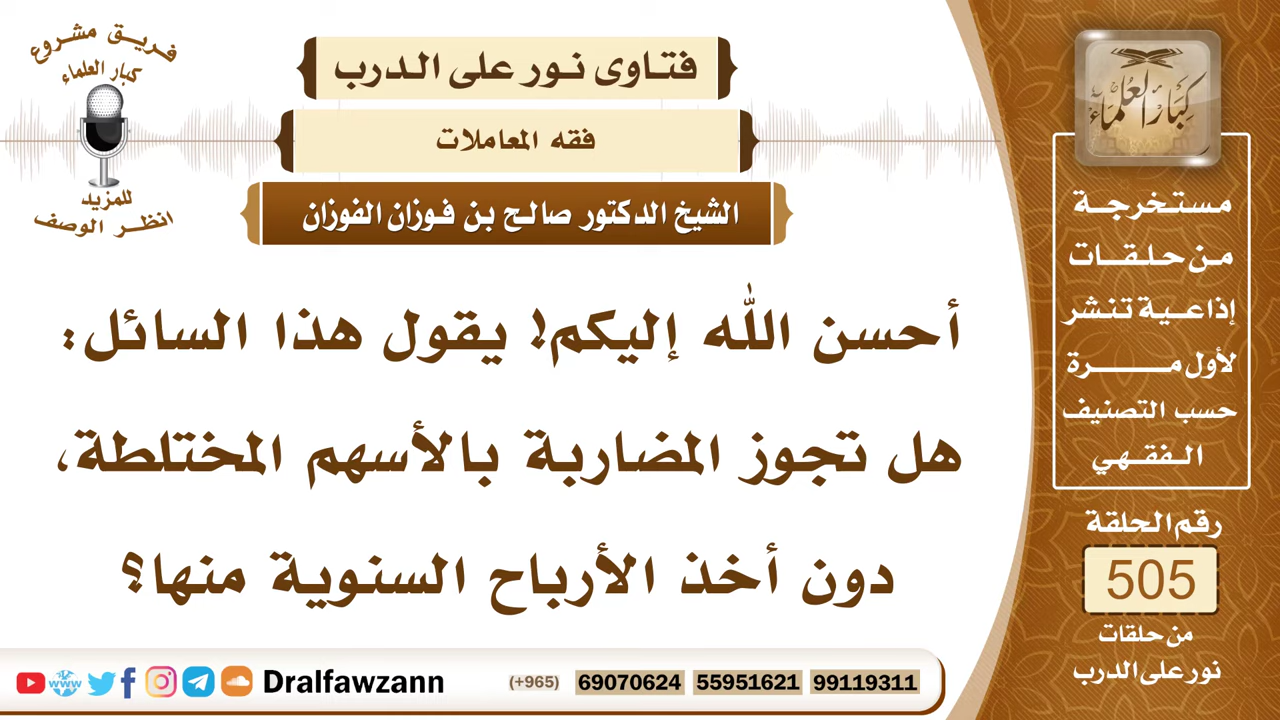 فريق مشروع
كبار العلماء
للمزيد
انظر الوصف
فتاوى نور على الدرب
فقه المعاملات
الشيخ الدكتور صالح بن فوزان الفوزان
أحسن الله إليكم! يقول هذا السائل:
هل تجوز المضاربة بالأسهم المختلطة،
دون أخذ الأرباح السنوية منها؟
كبار العلماء
مستخرجة
من حلقات
إذاعية تنشر
لأول مرة
حسب التصنيف
الفقهي
رقم الحلقة
505
من حلقات
نور على الدرب
www
Dralfawzann
(+965) 69070624 55951621 99119311